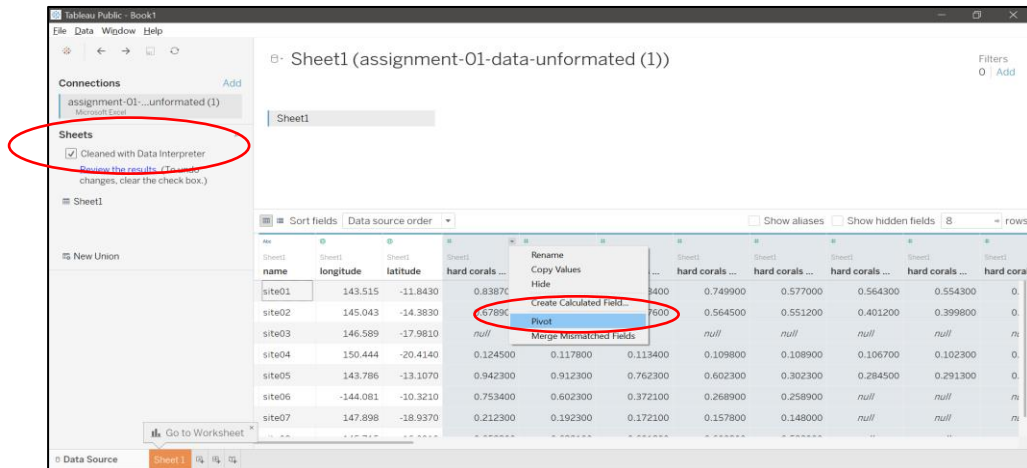 Tableau Public - Book1
File Data Window Help
Connections Add
assignment-01-...unformated (1)
Microsoft Excel
Sheets
Cleaned with Data Interpreter
Review the results. (To undo
changes, clear the check box.)
Sheet1
New Union
Sheet1 (assignment-01-data-unformated (1))
Filters
0 Add
Sheet1
Sort fields Data source order Show aliases Show hidden fields 8 rows
Abc
Sheet1 Sheet1 Sheet1 Sheet1 Sheet1 Sheet1 Sheet1 Sheet1 Sheet1
name longitude latitude hard corals ... ... hard corals ... hard corals ... hard corals ... hard corals ... hard cora
Rename
Copy Values
Hide
Create Calculated Field...
Pivot
Merge Mismatched Fields
site01 143.515 -11.8430 0.83870 3400 0.749900 0.577000 0.564300 0.554300 0.
site02 145.043 -14.3830 0.67890 7600 0.564500 0.551200 0.401200 0.399800 0.
site03 146.589 -17.9810 null null null null null
site04 150.444 -20.4140 0.124500 0.117800 0.113400 0.109800 0.108900 0.106700 0.102300 0.
site05 143.786 -13.1070 0.942300 0.912300 0.762300 0.602300 0.302300 0.284500 0.291300 0.
site06 -144.081 -10.3210 0.753400 0.602300 0.372100 0.268900 0.258900 null null
site07 147.898 -18.9370 0.212300 0.192300 0.172100 0.157800 0.148000 null null
Go to Worksheet ×
Data Source Sheet 1